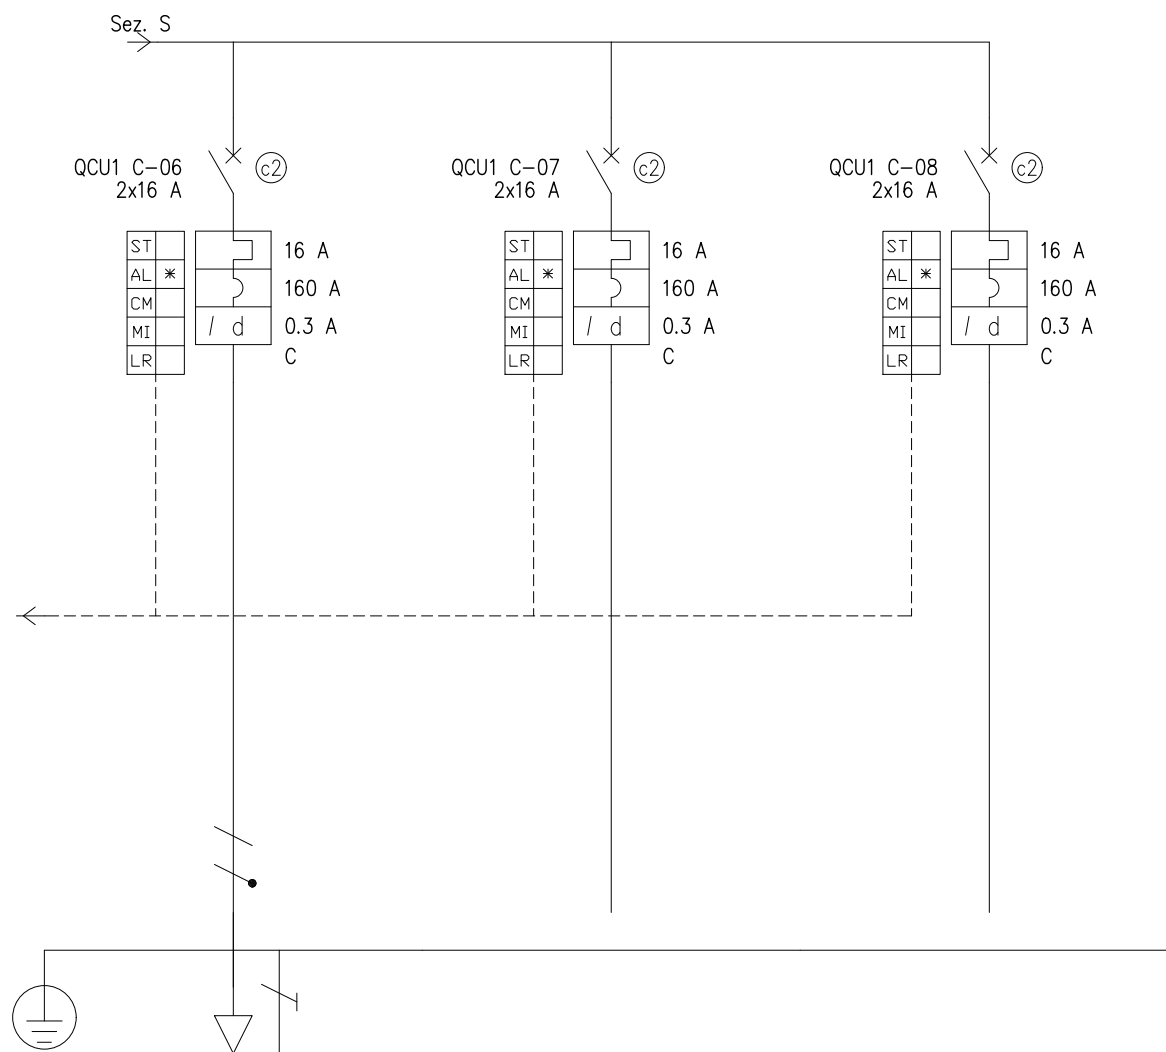 Sez. S
QCU1 C-06
2x16 A
c2
ST
AL *
CM
MI
LR
16 A
160 A
I d
0.3 A
C
QCU1 C-07
2x16 A
c2
ST
AL *
CM
MI
LR
16 A
160 A
I d
0.3 A
C
QCU1 C-08
2x16 A
c2
ST
AL *
CM
MI
LR
16 A
160 A
I d
0.3 A
C